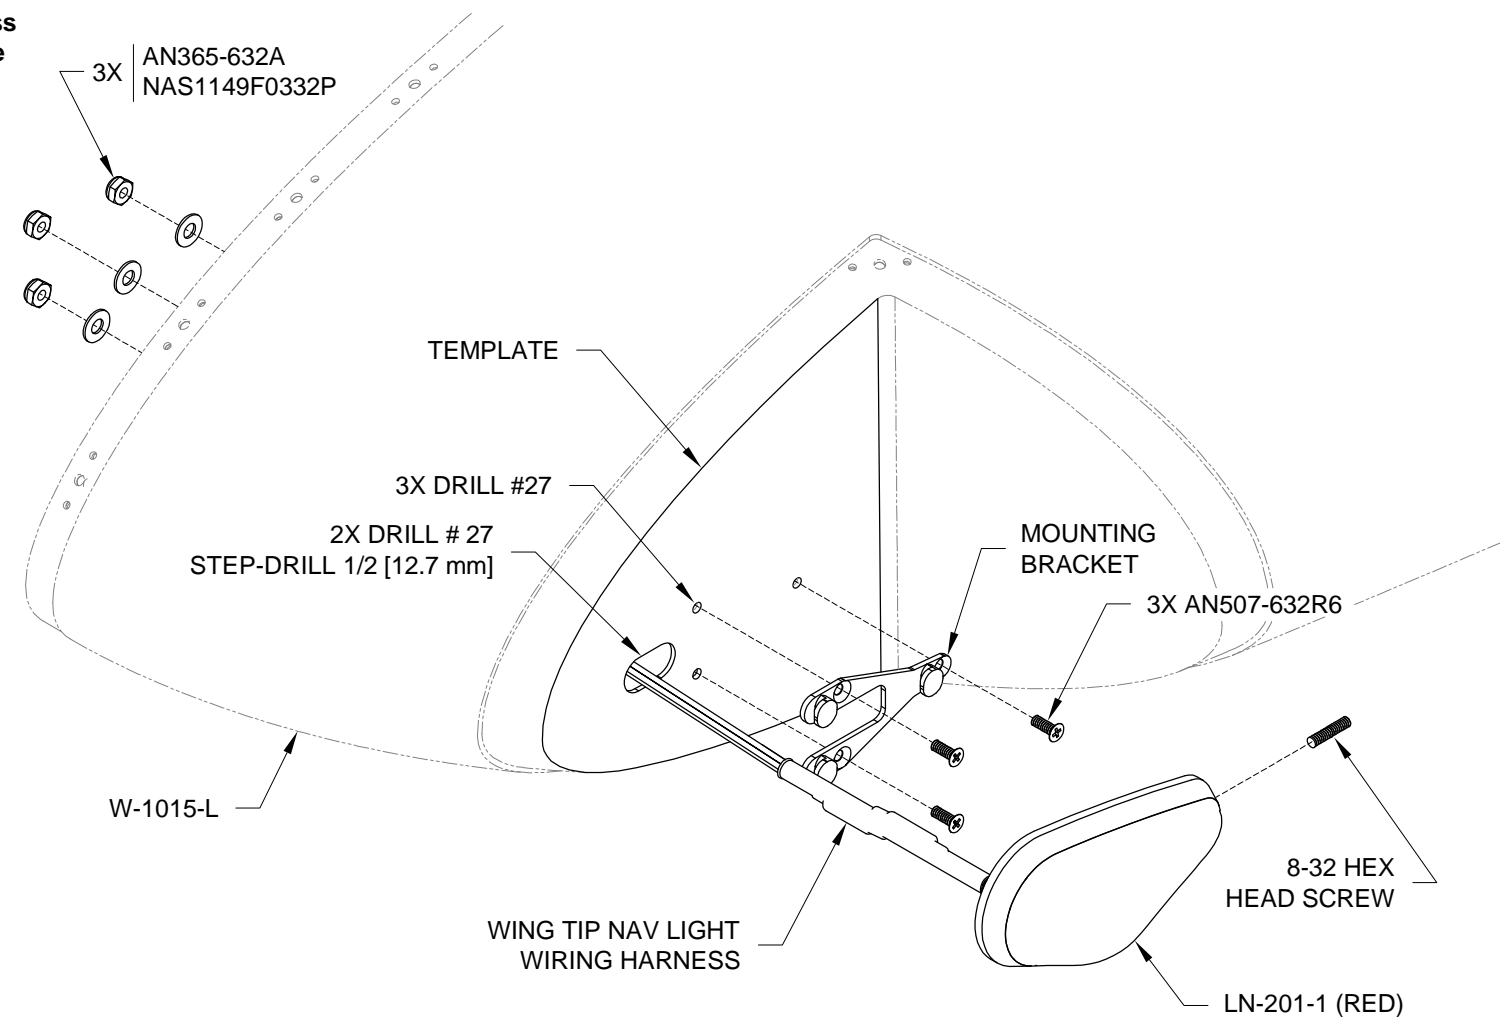 3X
AN365-632A
NAS1149F0332P
TEMPLATE
3X DRILL #27
2X DRILL # 27
STEP-DRILL 1/2 [12.7 mm]
MOUNTING
BRACKET
3X AN507-632R6
W-1015-L
8-32 HEX
HEAD SCREW
WING TIP NAV LIGHT
WIRING HARNESS
LN-201-1 (RED)